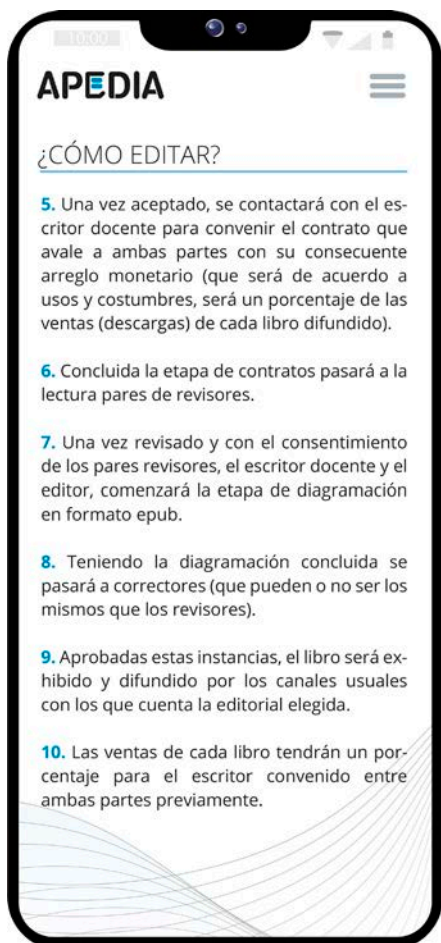 10:00
APEDIA
¿CÓMO EDITAR?
5. Una vez aceptado, se contactará con el es-
critor docente para convenir el contrato que
avale a ambas partes con su consecuente
arreglo monetario (que será de acuerdo a
usos y costumbres, será un porcentaje de las
ventas (descargas) de cada libro difundido).
6. Concluida la etapa de contratos pasará a la
lectura pares de revisores.
7. Una vez revisado y con el consentimiento
de los pares revisores, el escritor docente y el
editor, comenzará la etapa de diagramación
en formato epub.
8. Teniendo la diagramación concluida se
pasará a correctores (que pueden o no ser los
mismos que los revisores).
9. Aprobadas estas instancias, el libro será ex-
hibido y difundido por los canales usuales
con los que cuenta la editorial elegida.
10. Las ventas de cada libro tendrán un por-
centaje para el escritor convenido entre
ambas partes previamente.